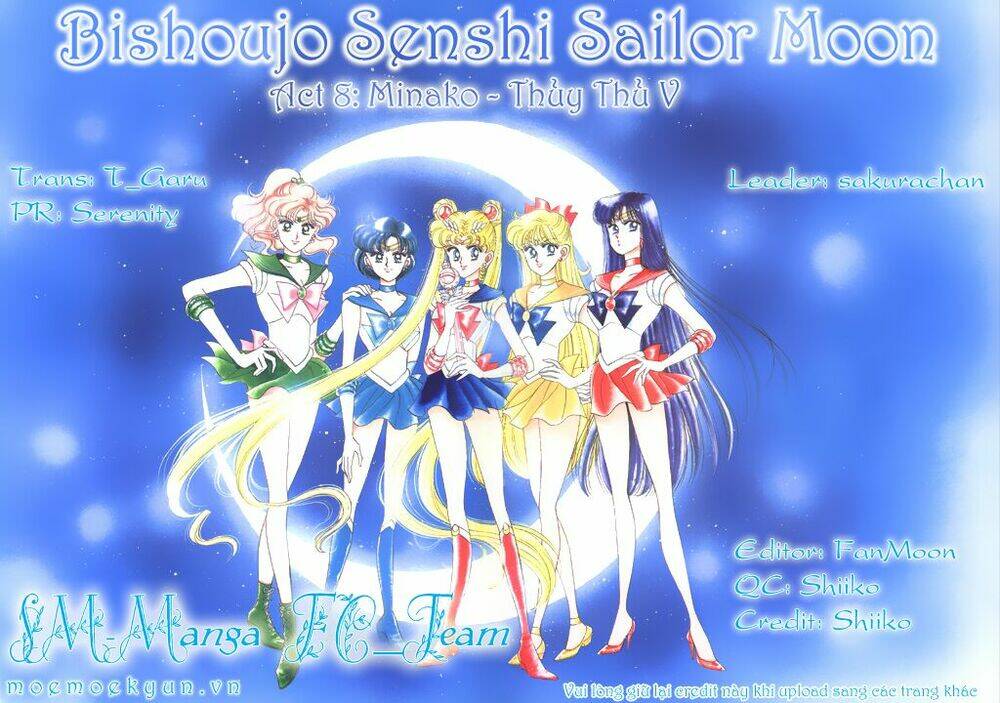 Bishoujo Senshi Sailor Moon
Act 8: Minako - Thủy Thủ V
Trans: T_Garu
PR: Serenity
Leader: sakurachan
Editor: FanMoon
QC: Shiiko
Credit: Shiiko
SM-Manga FC_Team
moemoekyun.vn
Vui lòng giữ lại credit này khi upload sang các trang khác